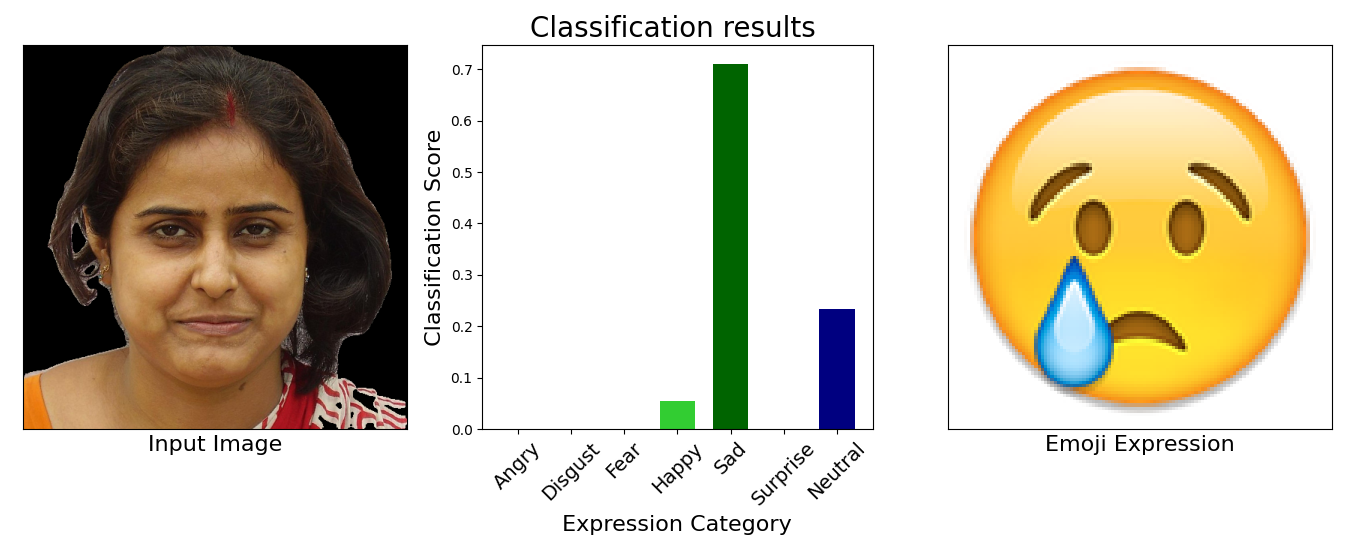 Classification results
Classification Score
0.7
0.6
0.5
0.4
0.3
0.2
0.1
0.0
Angry
Disgust
Fear
Happy
Sad
Surprise
Neutral
Expression Category
Input Image
Emoji Expression